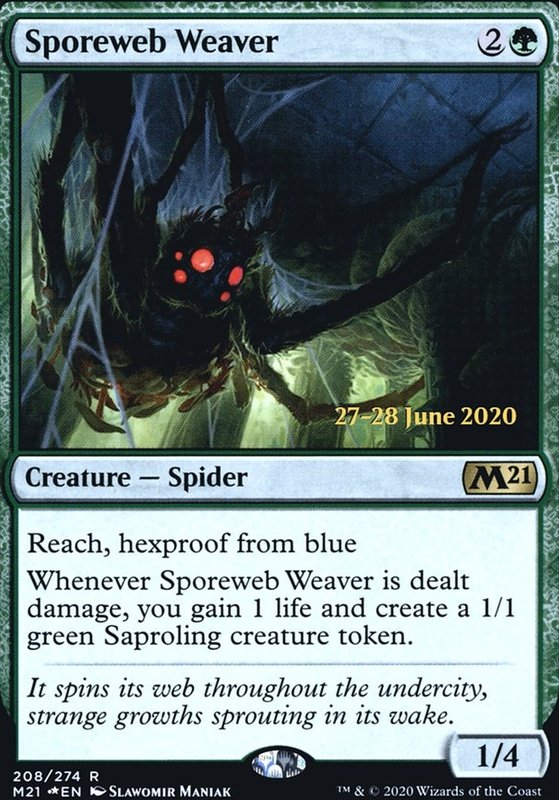 Sporeweb Weaver 2
27–28 June 2020
Creature — Spider M21
Reach, hexproof from blue
Whenever Sporeweb Weaver is dealt
damage, you gain 1 life and create a 1/1
green Saproling creature token.
It spins its web throughout the undercity,
strange growths sprouting in its wake.
1/4
208/274 R
M21 ★ EN SLAWOMIR MANIAK ™ & © 2020 Wizards of the Coast